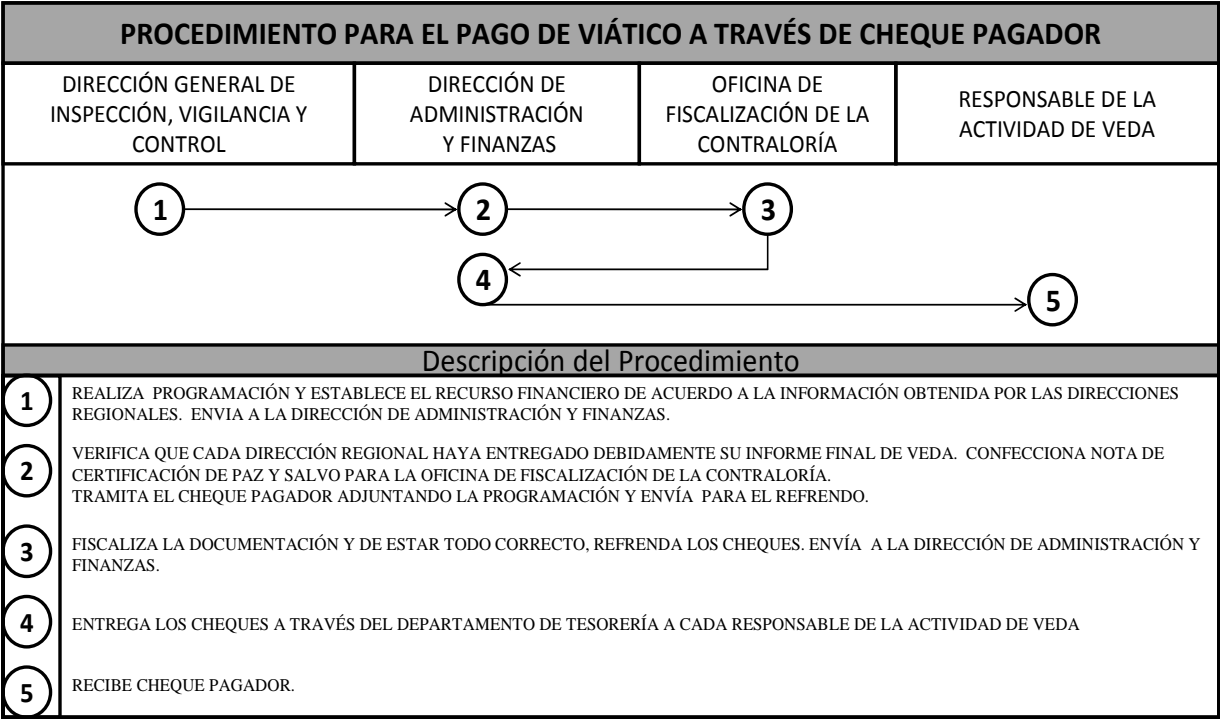 PROCEDIMIENTO PARA EL PAGO DE VIÁTICO A TRAVÉS DE CHEQUE PAGADOR
DIRECCIÓN GENERAL DE
INSPECCIÓN, VIGILANCIA Y
CONTROL
DIRECCIÓN DE
ADMINISTRACIÓN
Y FINANZAS
OFICINA DE
FISCALIZACIÓN DE LA
CONTRALORÍA
RESPONSABLE DE LA
ACTIVIDAD DE VEDA
1
2
3
4
5
Descripción del Procedimiento
1
REALIZA PROGRAMACIÓN Y ESTABLECE EL RECURSO FINANCIERO DE ACUERDO A LA INFORMACIÓN OBTENIDA POR LAS DIRECCIONES
REGIONALES. ENVIA A LA DIRECCIÓN DE ADMINISTRACIÓN Y FINANZAS.
2
VERIFICA QUE CADA DIRECCIÓN REGIONAL HAYA ENTREGADO DEBIDAMENTE SU INFORME FINAL DE VEDA. CONFECCIONA NOTA DE
CERTIFICACIÓN DE PAZ Y SALVO PARA LA OFICINA DE FISCALIZACIÓN DE LA CONTRALORÍA.
TRAMITA EL CHEQUE PAGADOR ADJUNTANDO LA PROGRAMACIÓN Y ENVÍA PARA EL REFRENDO.
3
FISCALIZA LA DOCUMENTACIÓN Y DE ESTAR TODO CORRECTO, REFRENDA LOS CHEQUES. ENVÍA A LA DIRECCIÓN DE ADMINISTRACIÓN Y
FINANZAS.
4
ENTREGA LOS CHEQUES A TRAVÉS DEL DEPARTAMENTO DE TESORERÍA A CADA RESPONSABLE DE LA ACTIVIDAD DE VEDA
5
RECIBE CHEQUE PAGADOR.